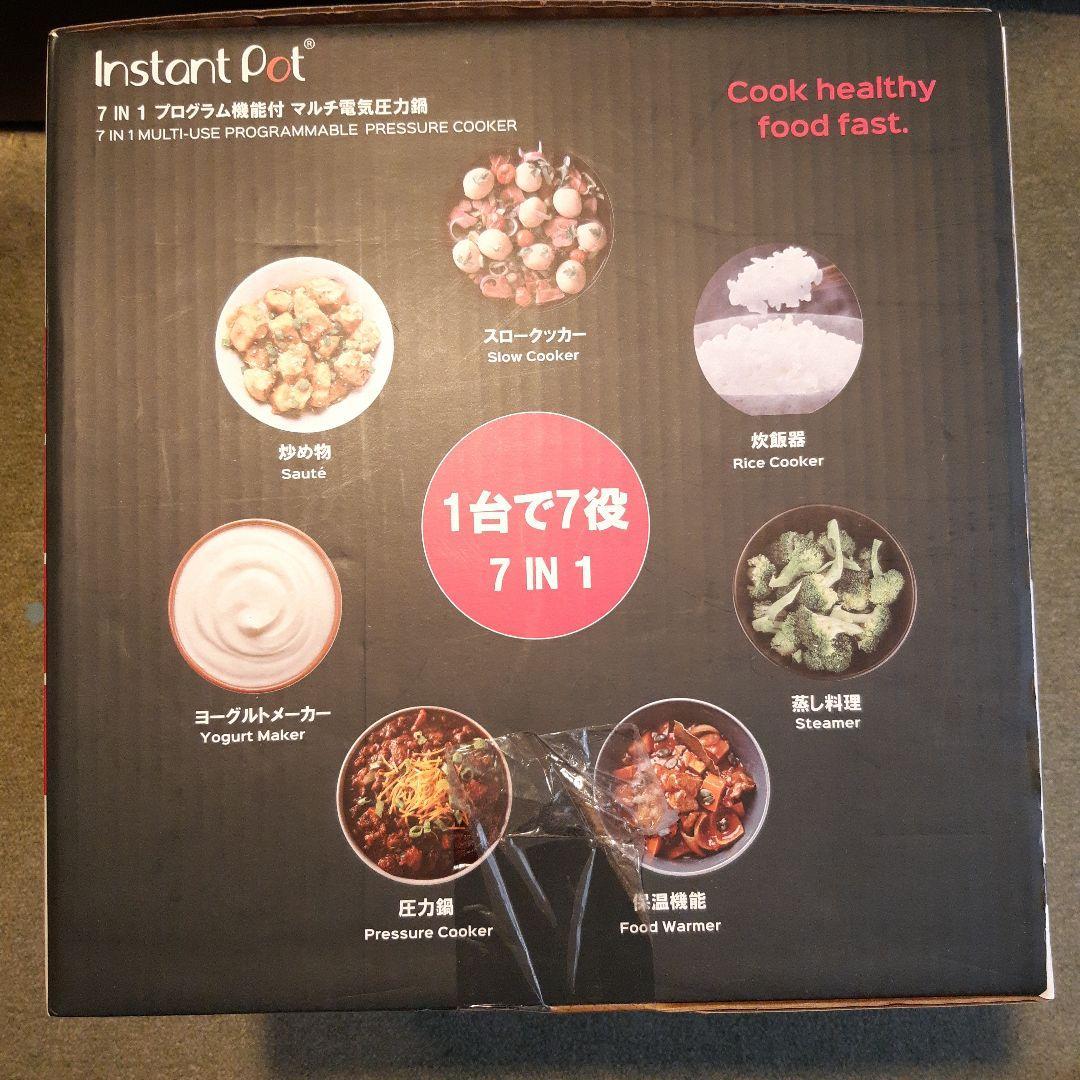 Instant Pot®
7 IN 1 プログラム機能付 マルチ電気圧力鍋
7 IN 1 MULTI-USE PROGRAMMABLE PRESSURE COOKER
Cook healthy
food fast.
スロークッカー
Slow Cooker
炒め物
Sauté
炊飯器
Rice Cooker
1台で7役
7 IN 1
ヨーグルトメーカー
Yogurt Maker
蒸し料理
Steamer
圧力鍋
Pressure Cooker
保温機能
Food Warmer